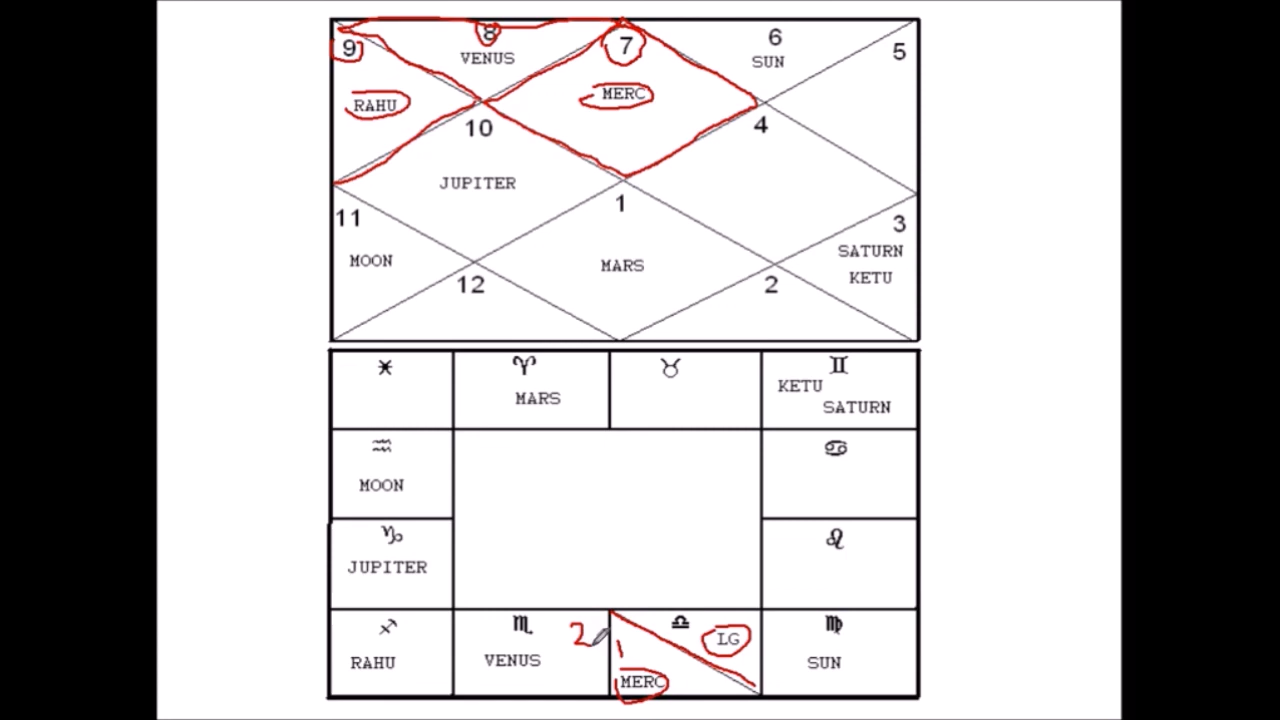 9 8 7 6 5
VENUS SUN
RAHU MERC
10 4
JUPITER
11 1 3
MOON MARS SATURN
KETU
12 2
♓ ♈ ♉ ♊
MARS KETU
SATURN
♒ ♋
MOON
♑ ♌
JUPITER
♐ ♏ 2 ♎ LG ♍
RAHU VENUS SUN
MERC